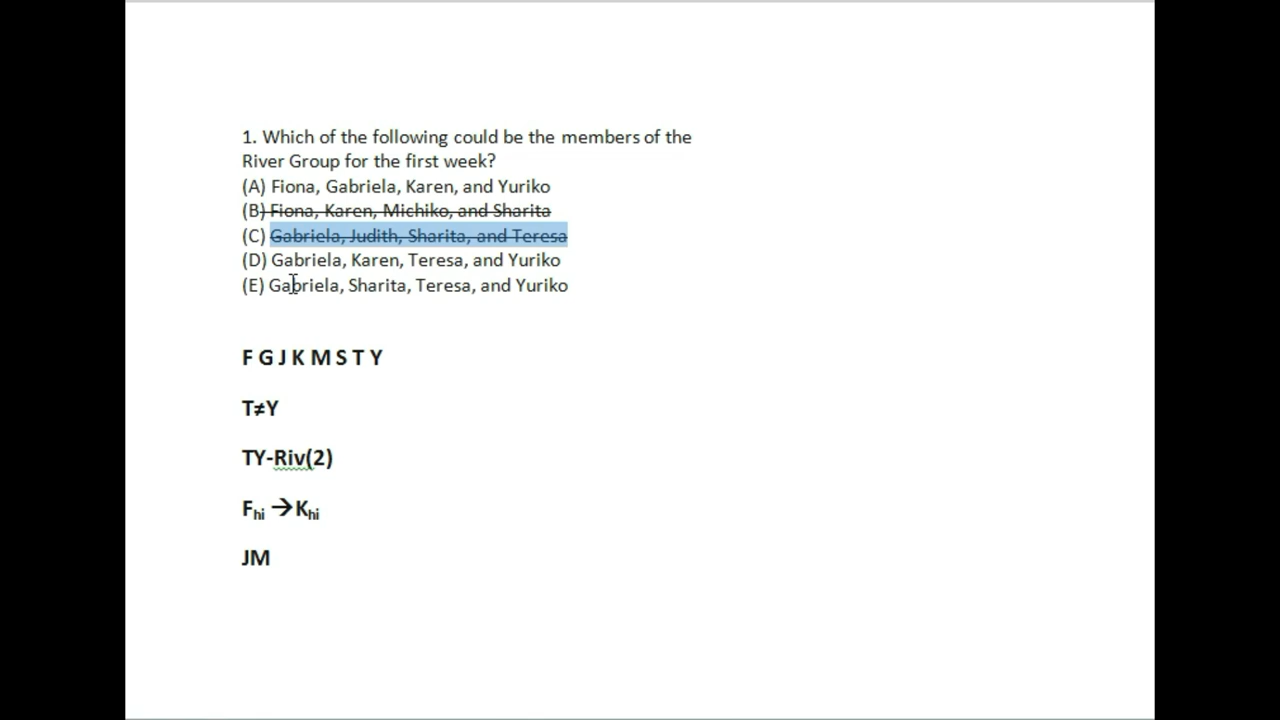 1. Which of the following could be the members of the
River Group for the first week?
(A) Fiona, Gabriela, Karen, and Yuriko
(B) Fiona, Karen, Michiko, and Sharita
(C) Gabriela, Judith, Sharita, and Teresa
(D) Gabriela, Karen, Teresa, and Yuriko
(E) Gabriela, Sharita, Teresa, and Yuriko
F G J K M S T Y
T≠Y
TY-Riv(2)
Fhi →Khi
JM